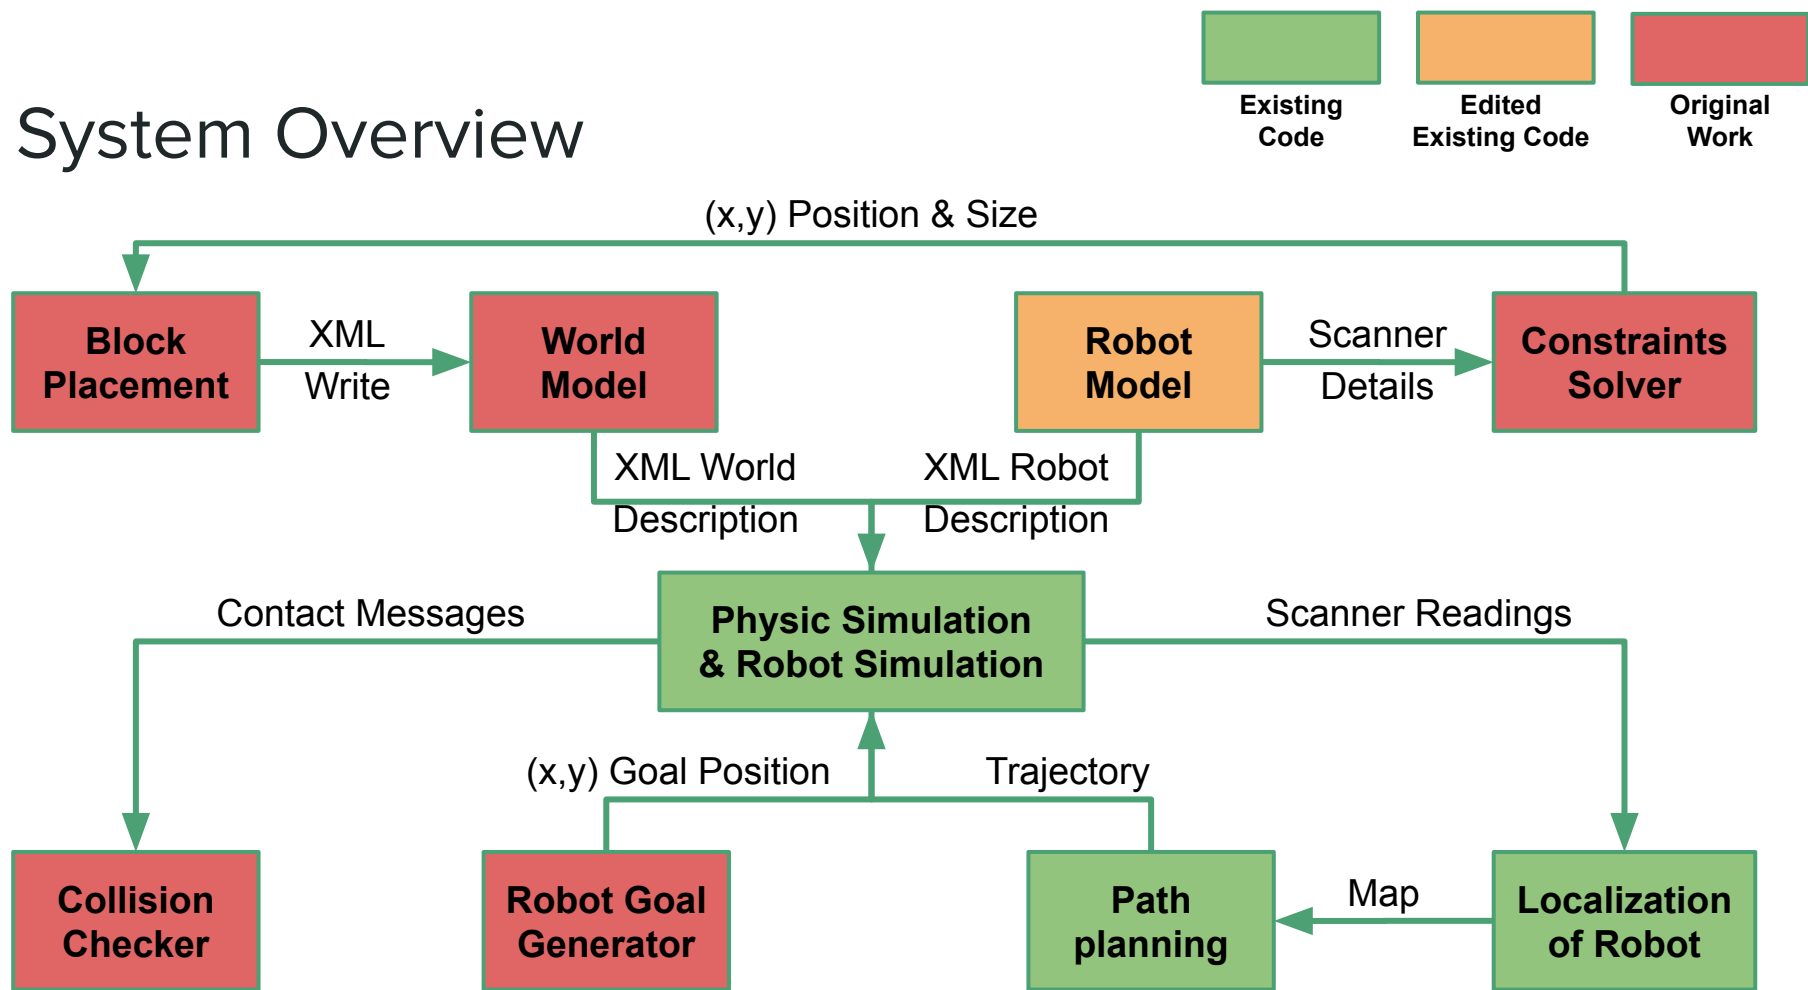 System Overview
Existing
Code
Edited
Existing Code
Original
Work
(x,y) Position & Size
Block
Placement
XML
Write
World
Model
Robot
Model
Scanner
Details
Constraints
Solver
XML World
Description
XML Robot
Description
Contact Messages
Physic Simulation
& Robot Simulation
Scanner Readings
(x,y) Goal Position
Trajectory
Collision
Checker
Robot Goal
Generator
Path
planning
Map
Localization
of Robot